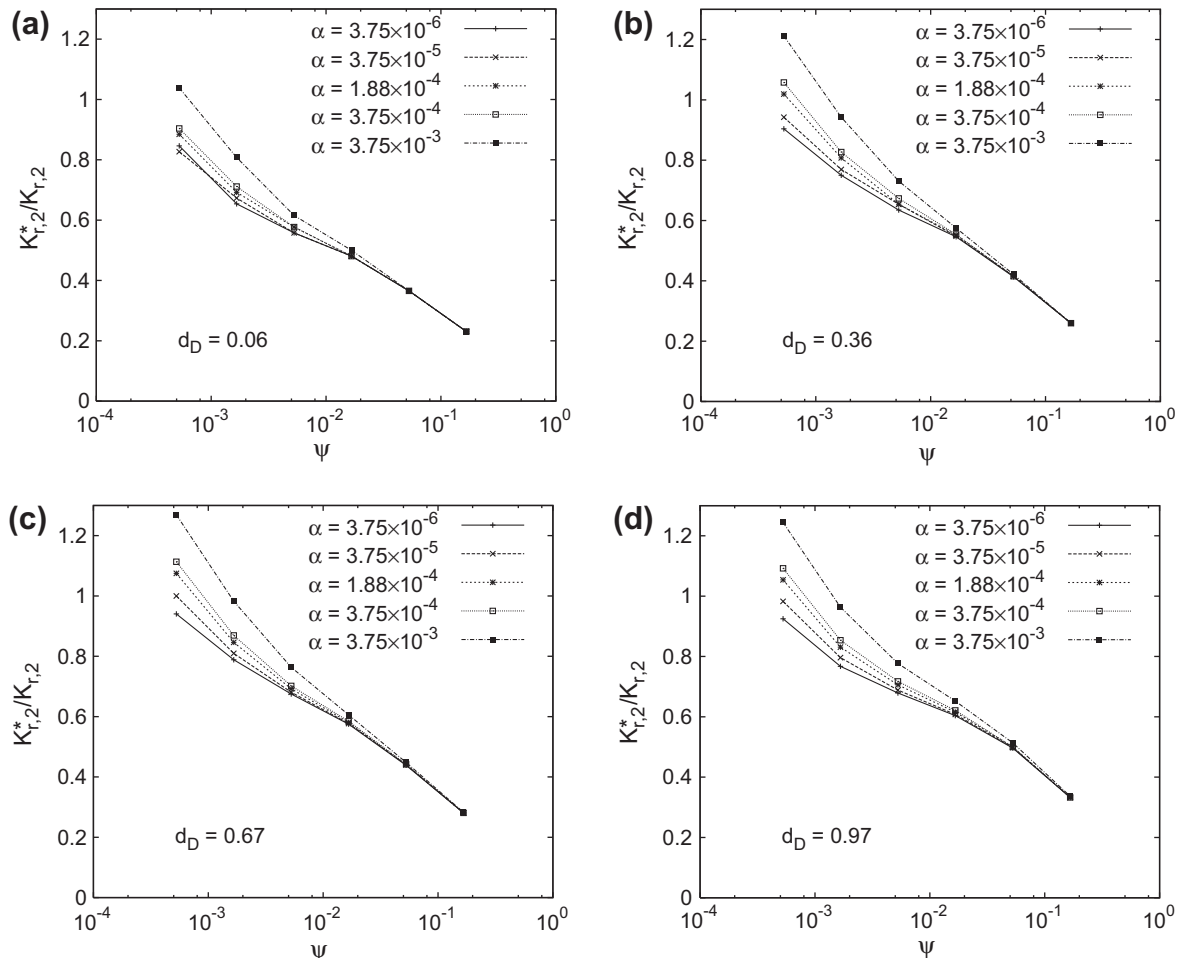 (a)
K*r,2/Kr,2
1.2
1
0.8
0.6
0.4
0.2
0
α = 3.75×10⁻⁶
α = 3.75×10⁻⁵
α = 1.88×10⁻⁴
α = 3.75×10⁻⁴
α = 3.75×10⁻³
d_D = 0.06
10⁻⁴ 10⁻³ 10⁻² 10⁻¹ 10⁰
ψ
(b)
K*r,2/Kr,2
1.2
1
0.8
0.6
0.4
0.2
0
α = 3.75×10⁻⁶
α = 3.75×10⁻⁵
α = 1.88×10⁻⁴
α = 3.75×10⁻⁴
α = 3.75×10⁻³
d_D = 0.36
10⁻⁴ 10⁻³ 10⁻² 10⁻¹ 10⁰
ψ
(c)
K*r,2/Kr,2
1.2
1
0.8
0.6
0.4
0.2
0
α = 3.75×10⁻⁶
α = 3.75×10⁻⁵
α = 1.88×10⁻⁴
α = 3.75×10⁻⁴
α = 3.75×10⁻³
d_D = 0.67
10⁻⁴ 10⁻³ 10⁻² 10⁻¹ 10⁰
ψ
(d)
K*r,2/Kr,2
1.2
1
0.8
0.6
0.4
0.2
0
α = 3.75×10⁻⁶
α = 3.75×10⁻⁵
α = 1.88×10⁻⁴
α = 3.75×10⁻⁴
α = 3.75×10⁻³
d_D = 0.97
10⁻⁴ 10⁻³ 10⁻² 10⁻¹ 10⁰
ψ